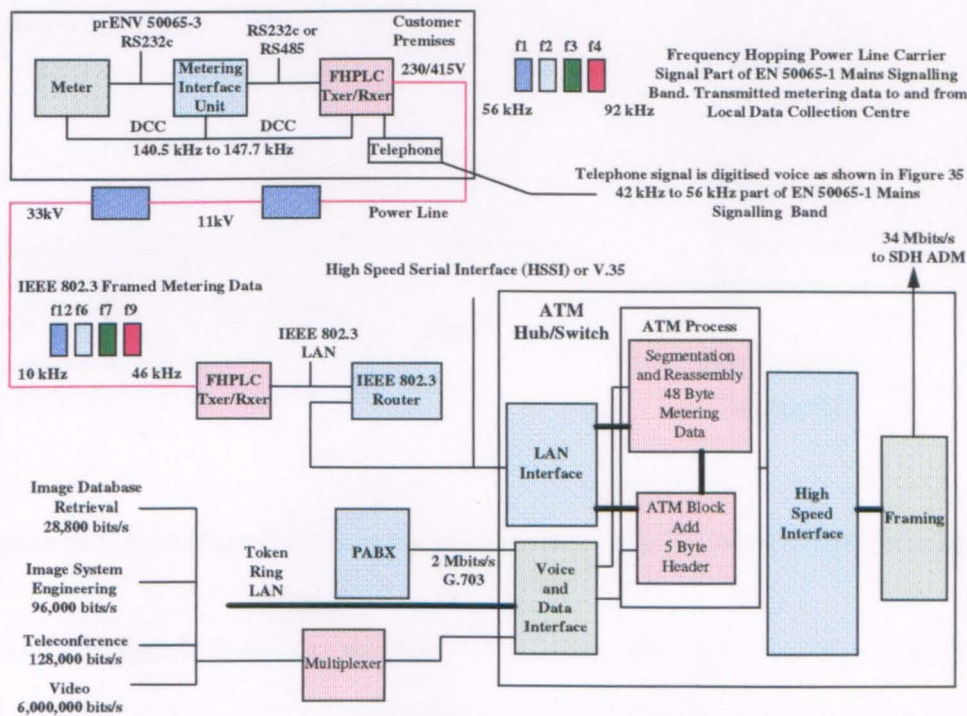 prENV 50065-3
RS232c
RS232c or
RS485
Customer
Premises
230/415V
Meter
Metering
Interface
Unit
FHPLC
Txer/Rxer
DCC
DCC
140.5 kHz to 147.7 kHz
Telephone
f1 f2 f3 f4
56 kHz
92 kHz
Frequency Hopping Power Line Carrier
Signal Part of EN 50065-1 Mains Signalling
Band. Transmitted metering data to and from
Local Data Collection Centre
Telephone signal is digitised voice as shown in Figure 35
42 kHz to 56 kHz part of EN 50065-1 Mains
Signalling Band
33kV
11kV
Power Line
34 Mbits/s
to SDH ADM
High Speed Serial Interface (HSSI) or V.35
IEEE 802.3 Framed Metering Data
f12 f6 f7 f9
10 kHz
46 kHz
FHPLC
Txer/Rxer
IEEE 802.3
LAN
IEEE 802.3
Router
ATM
Hub/Switch
ATM Process
Segmentation
and Reassembly
48 Byte
Metering
Data
LAN
Interface
ATM Block
Add
5 Byte
Header
High
Speed
Interface
Framing
Image Database
Retrieval
28,800 bits/s
Image System
Engineering
96,000 bits/s
Teleconference
128,000 bits/s
Video
6,000,000 bits/s
Token
Ring
LAN
PABX
2 Mbits/s
G.703
Voice
and
Data
Interface
Multiplexer